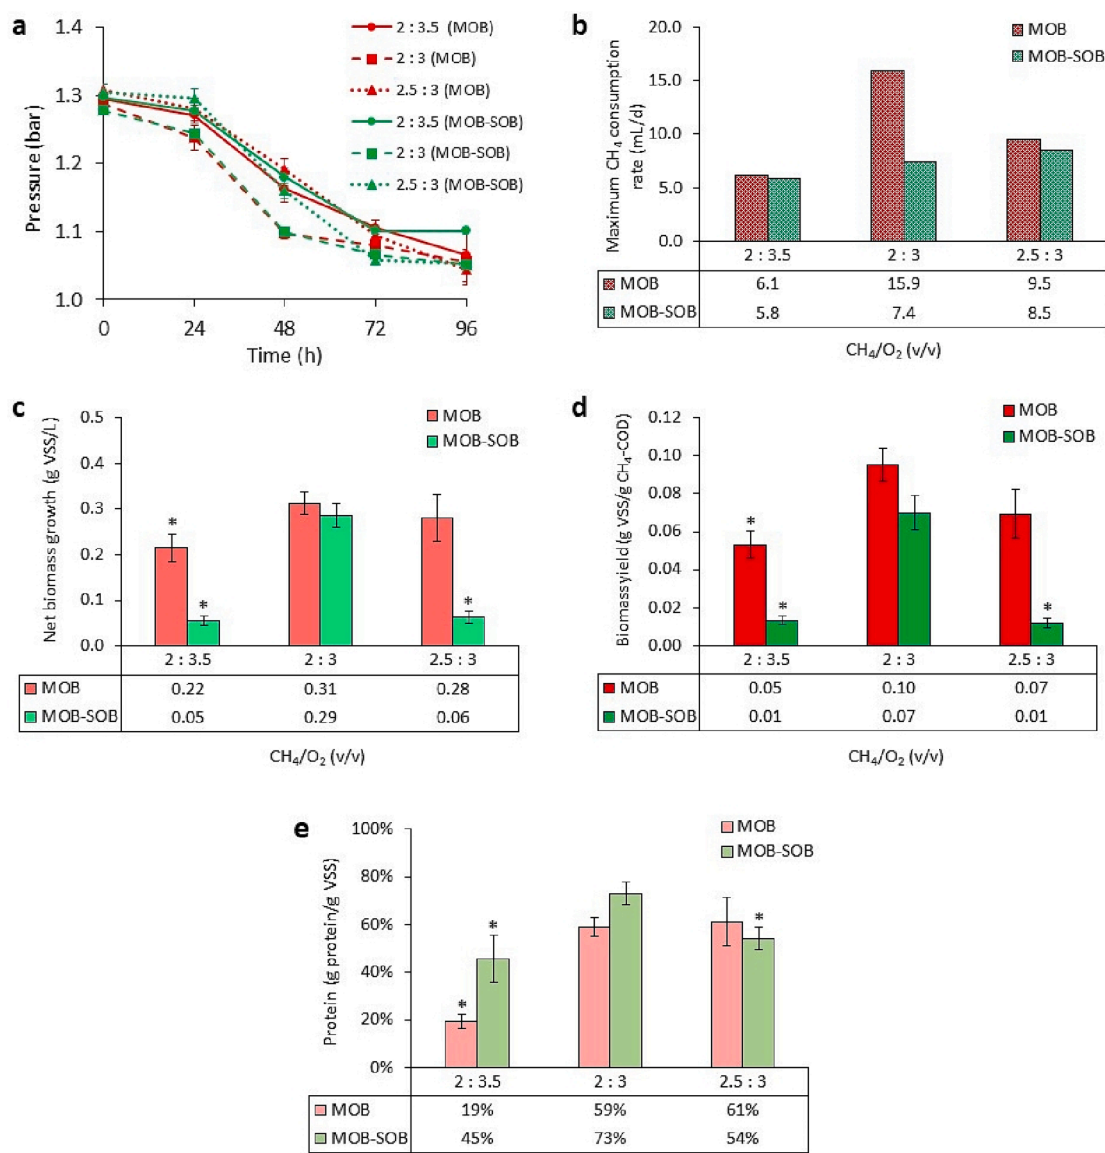 a
1.4
1.3
1.2
1.1
1.0
Pressure (bar)
0 24 48 72 96
Time (h)
2 : 3.5 (MOB)
2 : 3 (MOB)
2.5 : 3 (MOB)
2 : 3.5 (MOB-SOB)
2 : 3 (MOB-SOB)
2.5 : 3 (MOB-SOB)
b
20.0
15.0
10.0
5.0
0.0
Maximum CH₄ consumption
rate (mL/d)
MOB
MOB-SOB
2 : 3.5 2 : 3 2.5 : 3
MOB 6.1 15.9 9.5
MOB-SOB 5.8 7.4 8.5
CH₄/O₂ (v/v)
c
0.5
0.4
0.3
0.2
0.1
0.0
Net biomass growth (g VSS/L)
MOB
MOB-SOB
* * *
2 : 3.5 2 : 3 2.5 : 3
MOB 0.22 0.31 0.28
MOB-SOB 0.05 0.29 0.06
CH₄/O₂ (v/v)
d
0.12
0.10
0.08
0.06
0.04
0.02
0.00
Biomass yield (g VSS/g CH₄-COD)
MOB
MOB-SOB
* * *
2 : 3.5 2 : 3 2.5 : 3
MOB 0.05 0.10 0.07
MOB-SOB 0.01 0.07 0.01
CH₄/O₂ (v/v)
e
100%
80%
60%
40%
20%
0%
Protein (g protein/g VSS)
MOB
MOB-SOB
* * *
2 : 3.5 2 : 3 2.5 : 3
MOB 19% 59% 61%
MOB-SOB 45% 73% 54%